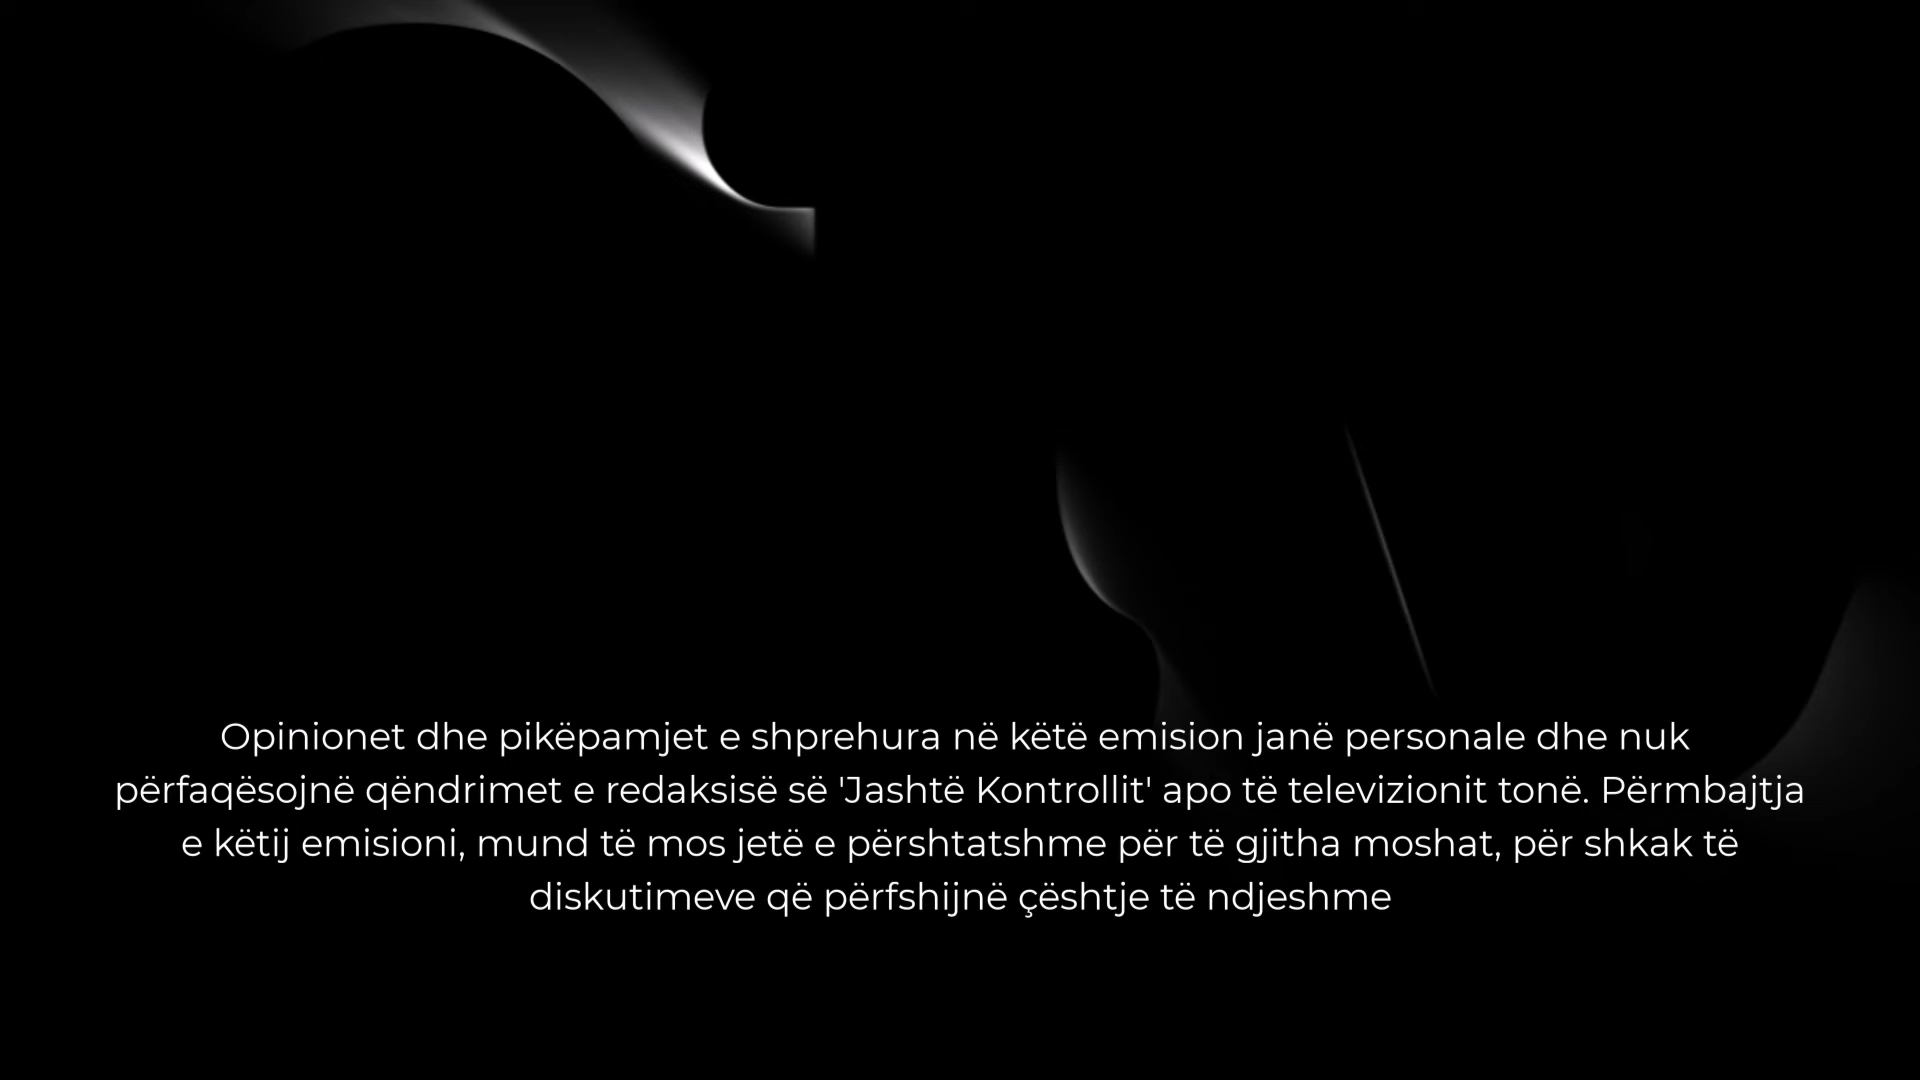 Opinionet dhe pikëpamjet e shprehura në këtë emision janë personale dhe nuk
përfaqësojnë qëndrimet e redaksisë së 'Jashtë Kontrollit' apo të televizionit tonë. Përmbajtja
e këtij emisioni, mund të mos jetë e përshtatshme për të gjitha moshat, për shkak të
diskutimeve që përfshijnë çështje të ndjeshme